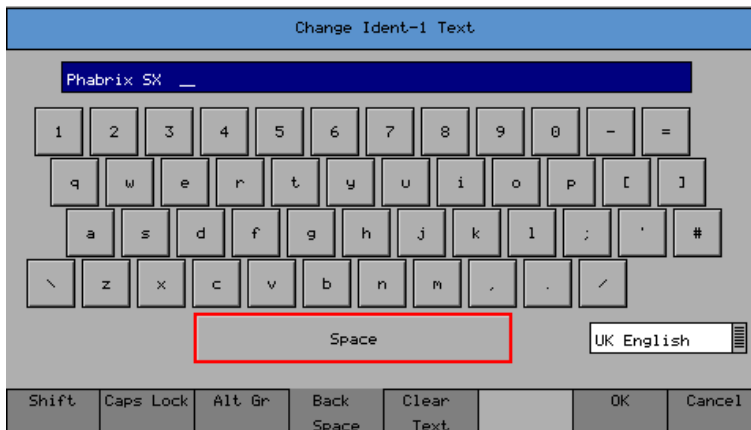 Change Ident-1 Text
Phabrix SX _
1 2 3 4 5 6 7 8 9 0 - =
q w e r t y u i o p [ ]
a s d f g h j k l ; ' #
\ z x c v b n m , . /
Space
UK English
Shift Caps Lock Alt Gr Back Space Clear Text OK Cancel